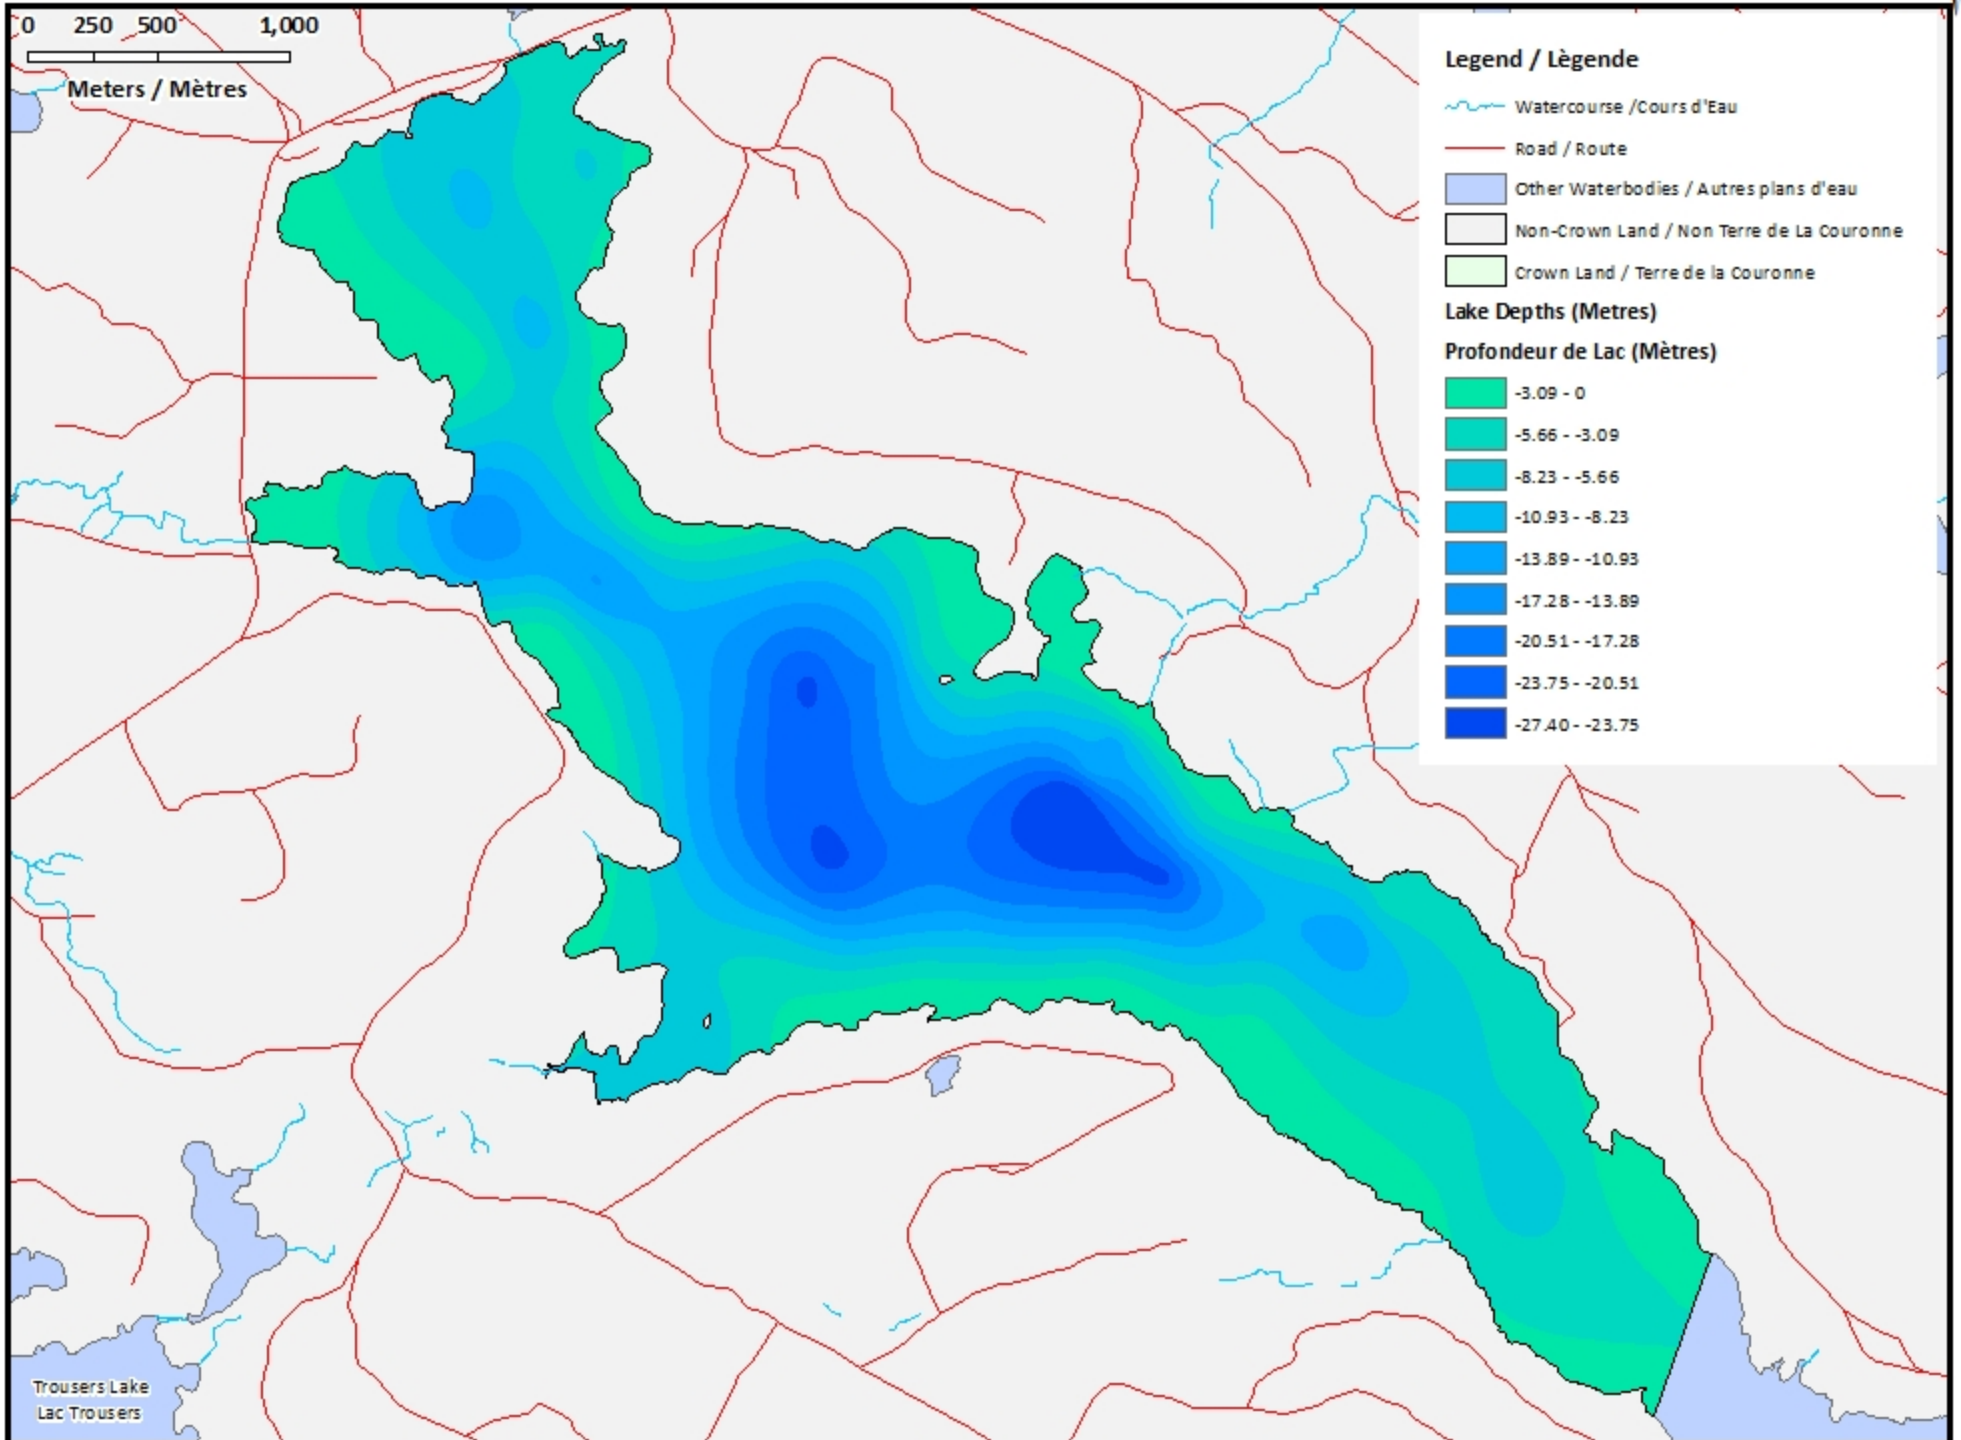 0 250 500 1,000
Meters / Mètres
Legend / Lègende
Watercourse /Cours d'Eau
Road / Route
Other Waterbodies / Autres plans d'eau
Non-Crown Land / Non Terre de La Couronne
Crown Land / Terre de la Couronne
Lake Depths (Metres)
Profondeur de Lac (Mètres)
-3.09 - 0
-5.66 - -3.09
-8.23 - -5.66
-10.93 - -8.23
-13.89 - -10.93
-17.28 - -13.89
-20.51 - -17.28
-23.75 - -20.51
-27.40 - -23.75
Trousers Lake
Lac Trousers